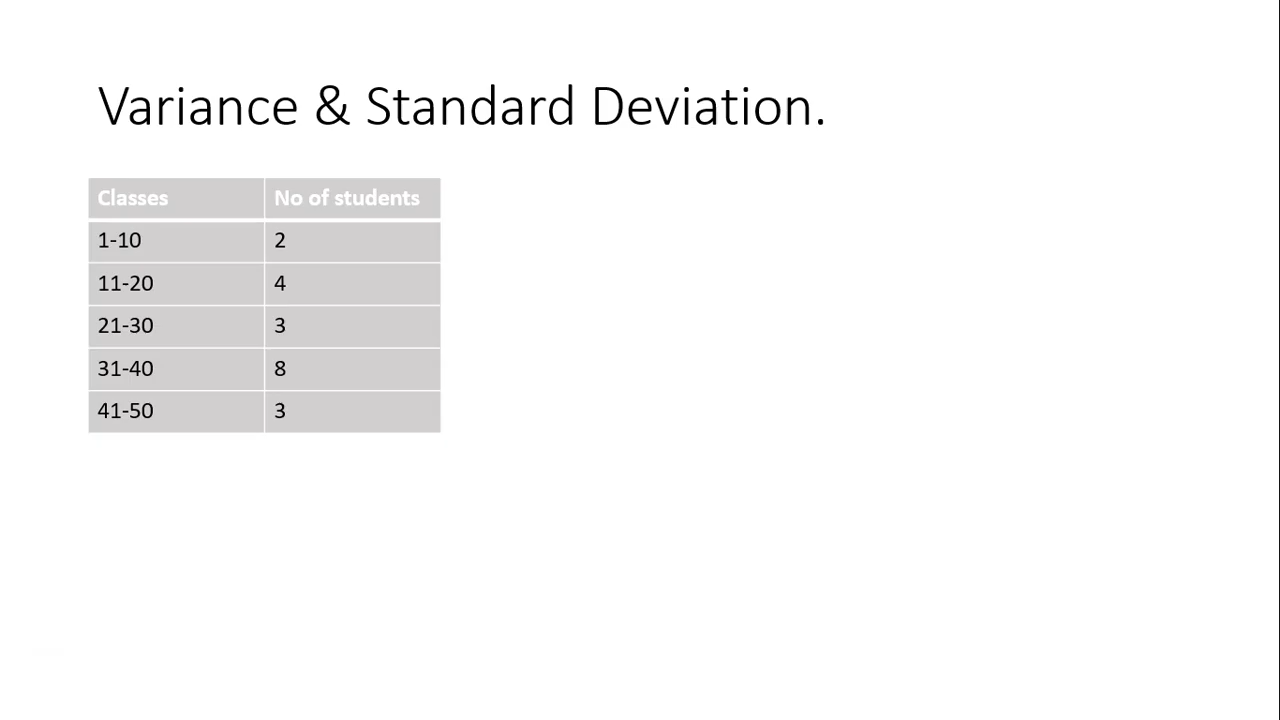 Variance & Standard Deviation.
Classes No of students
1-10 2
11-20 4
21-30 3
31-40 8
41-50 3